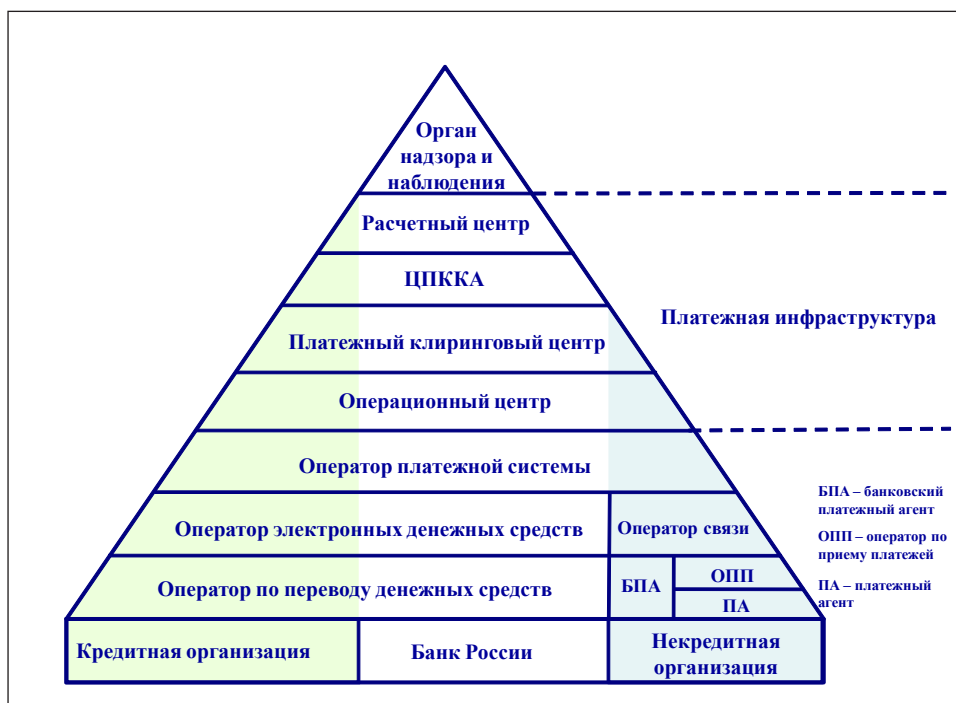 Орган
надзора и
наблюдения
Расчетный центр
ЦПККА
Платежный клиринговый центр
Платежная инфраструктура
Операционный центр
Оператор платежной системы
Оператор электронных денежных средств
Оператор связи
Оператор по переводу денежных средств
БПА
ОПП
ПА
БПА – банковский
платежный агент
ОПП – оператор по
приему платежей
ПА – платежный
агент
Кредитная организация
Банк России
Некредитная
организация